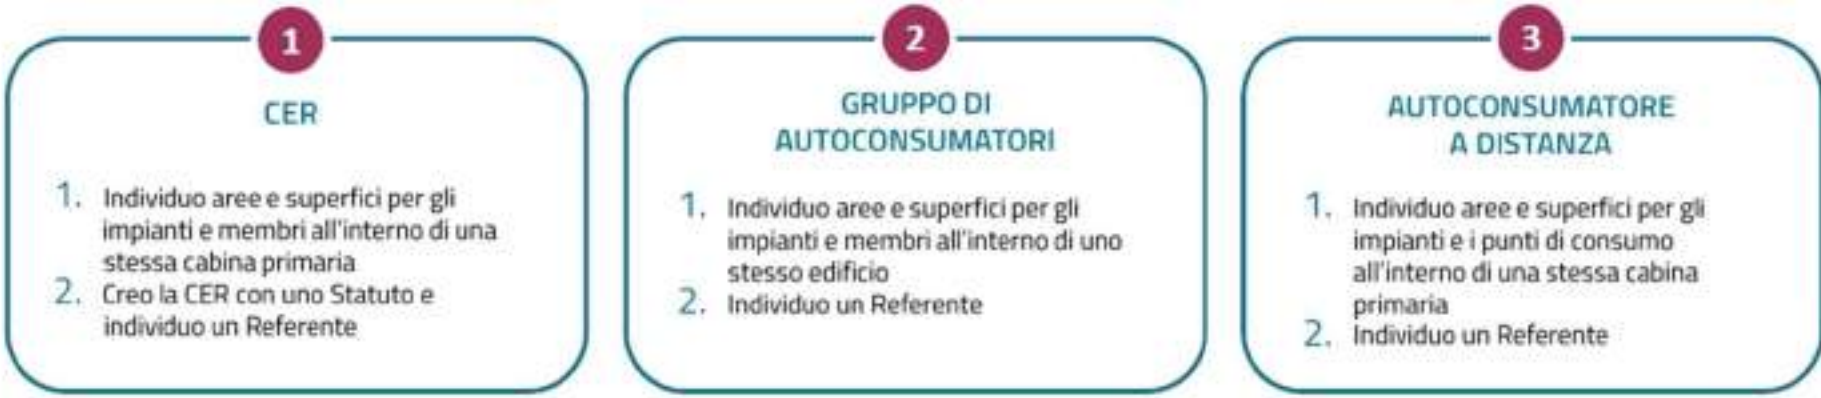 1
CER
1. Individuo aree e superfici per gli
impianti e membri all'interno di una
stessa cabina primaria
2. Creo la CER con uno Statuto e
individuo un Referente
2
GRUPPO DI
AUTOCONSUMATORI
1. Individuo aree e superfici per gli
impianti e membri all'interno di uno
stesso edificio
2. Individuo un Referente
3
AUTOCONSUMATORE
A DISTANZA
1. Individuo aree e superfici per gli
impianti e i punti di consumo
all'interno di una stessa cabina
primaria
2. Individuo un Referente